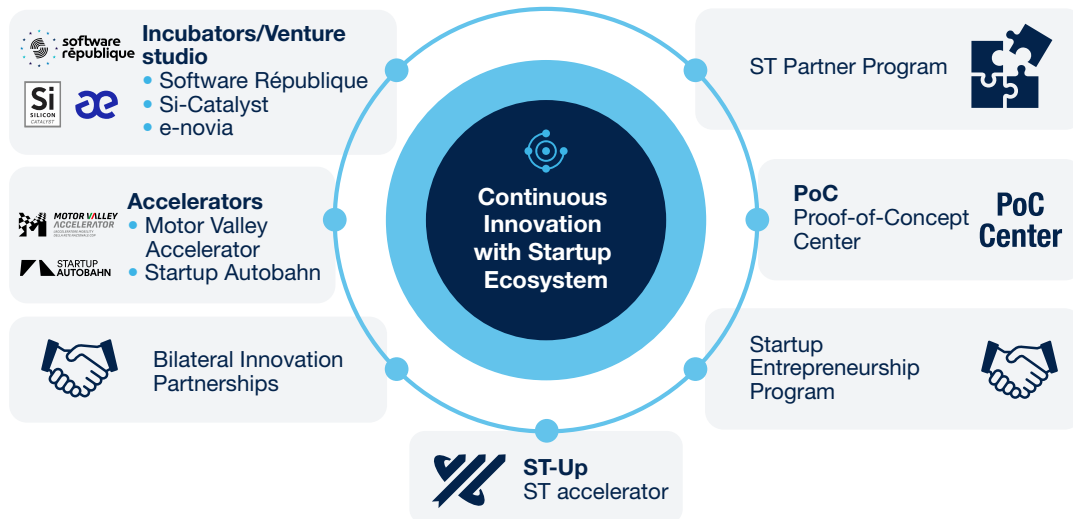 software
république
Incubators/Venture
studio
Software République
Si-Catalyst
e-novia
Si
SILICON
CATALYST
Accelerators
Motor Valley
Accelerator
Startup Autobahn
MOTOR VALLEY
ACCELERATOR
STARTUP
AUTOBAHN
Bilateral Innovation
Partnerships
Continuous
Innovation
with Startup
Ecosystem
ST Partner Program
PoC
Proof-of-Concept
Center
PoC
Center
Startup
Entrepreneurship
Program
ST-Up
ST accelerator